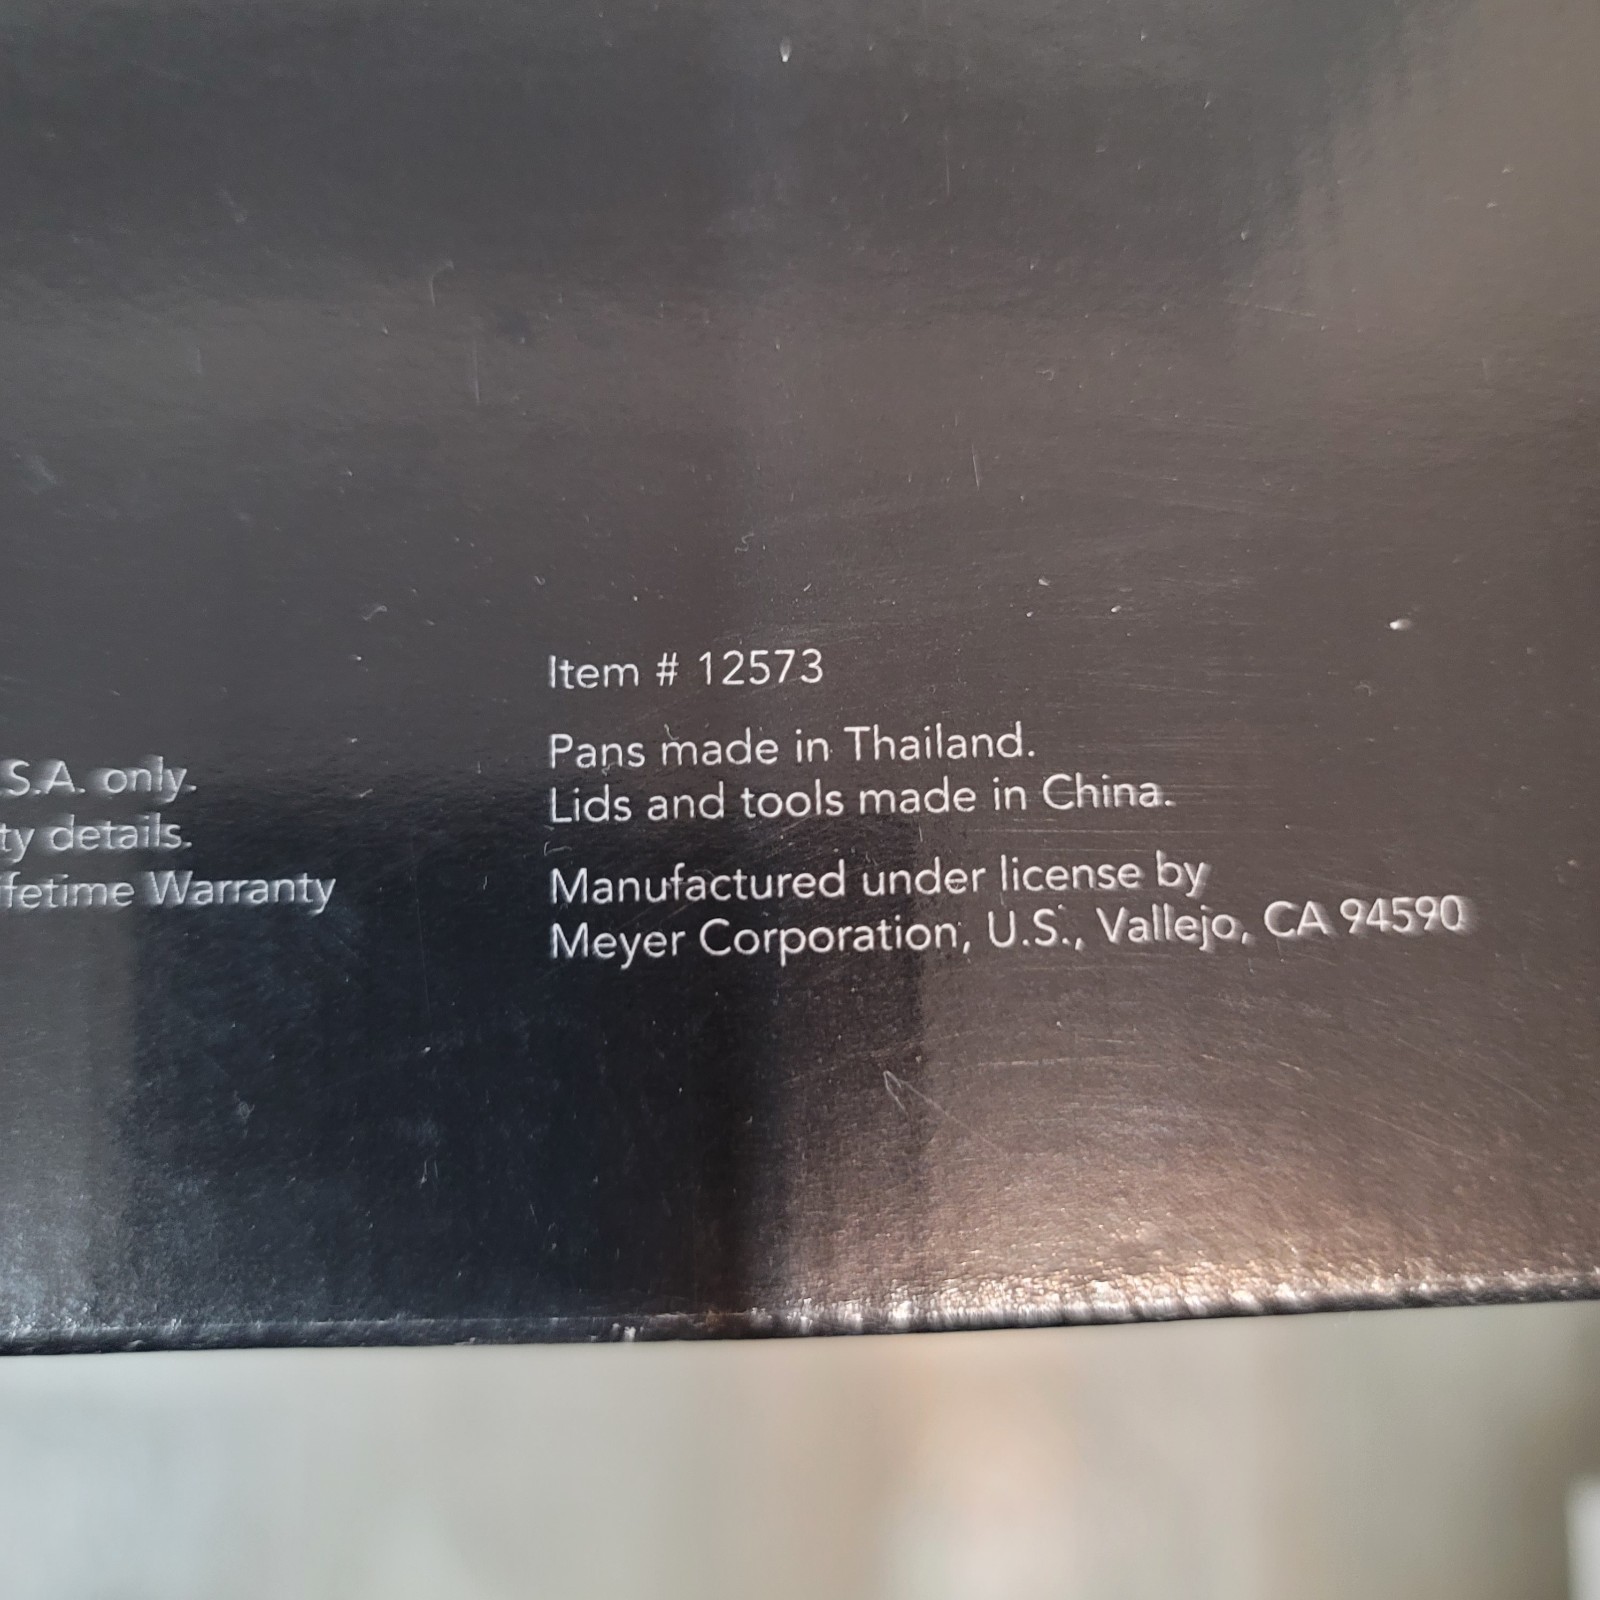 S.A. only.
ty details.
ifetime Warranty
Item # 12573
Pans made in Thailand.
Lids and tools made in China.
Manufactured under license by
Meyer Corporation, U.S., Vallejo, CA 94590